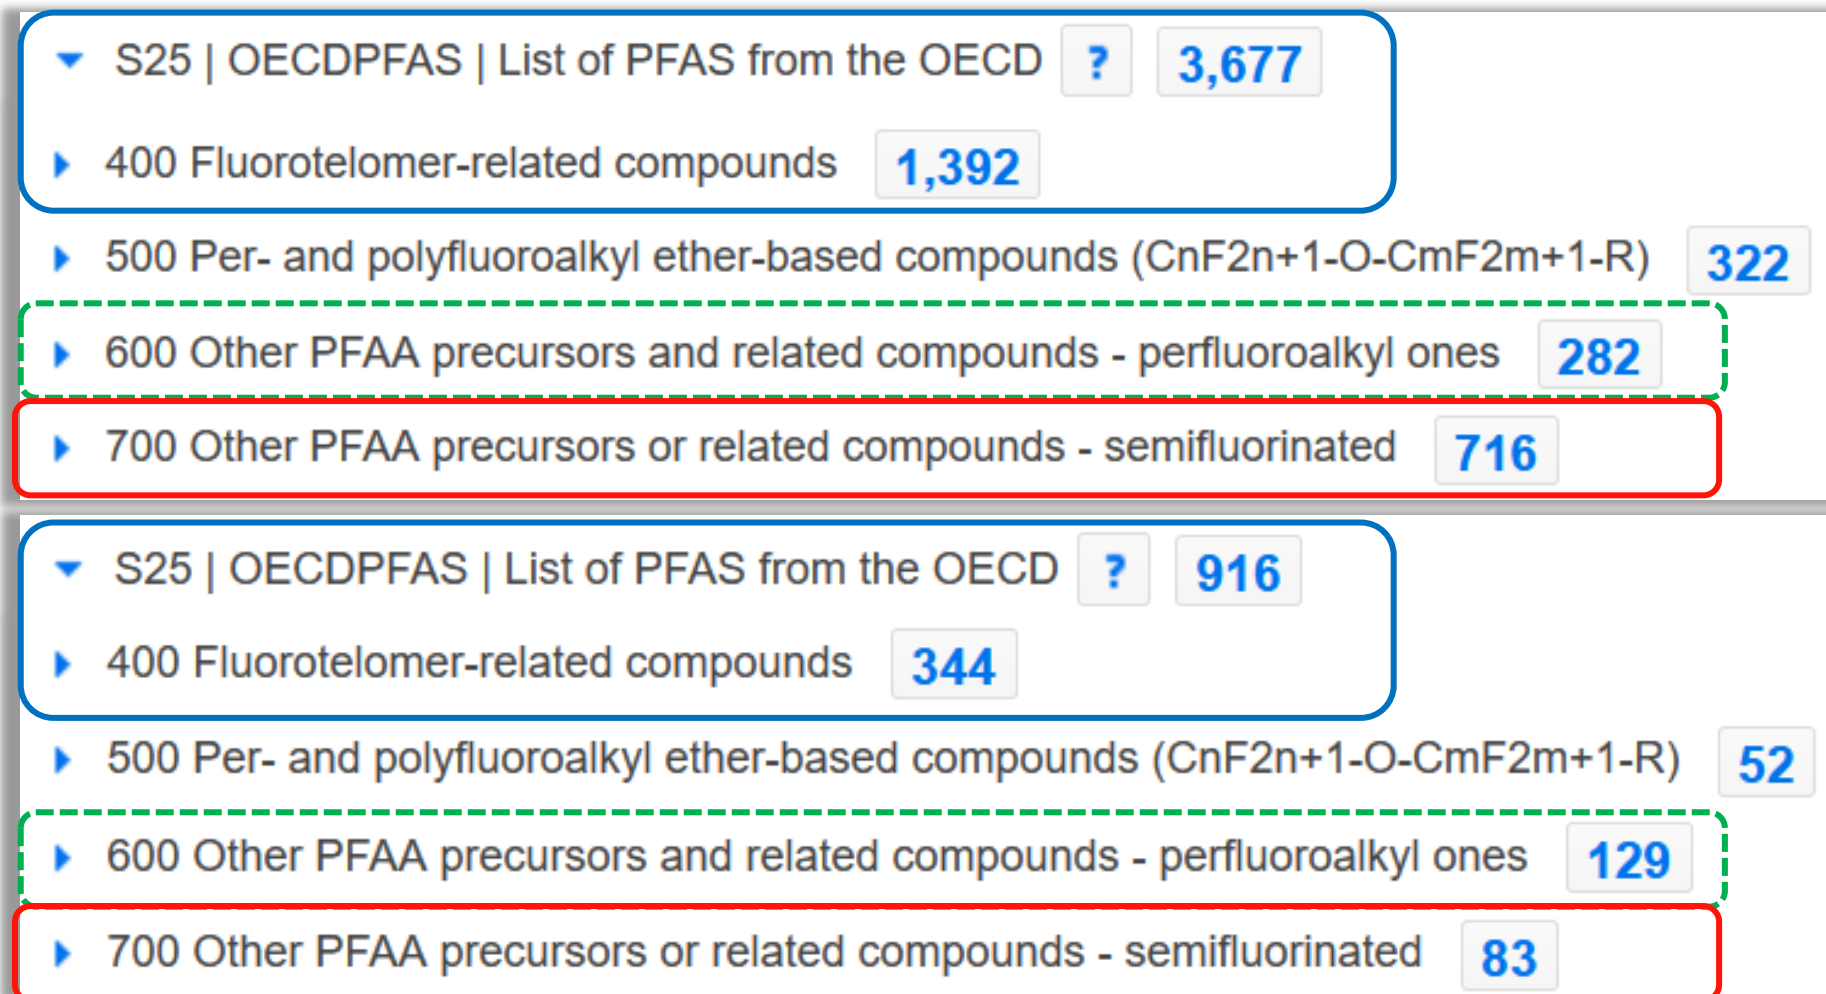 S25 | OECDPFAS | List of PFAS from the OECD ? 3,677
400 Fluorotelomer-related compounds 1,392
500 Per- and polyfluoroalkyl ether-based compounds (CnF2n+1-O-CmF2m+1-R) 322
600 Other PFAA precursors and related compounds - perfluoroalkyl ones 282
700 Other PFAA precursors or related compounds - semifluorinated 716
S25 | OECDPFAS | List of PFAS from the OECD ? 916
400 Fluorotelomer-related compounds 344
500 Per- and polyfluoroalkyl ether-based compounds (CnF2n+1-O-CmF2m+1-R) 52
600 Other PFAA precursors and related compounds - perfluoroalkyl ones 129
700 Other PFAA precursors or related compounds - semifluorinated 83